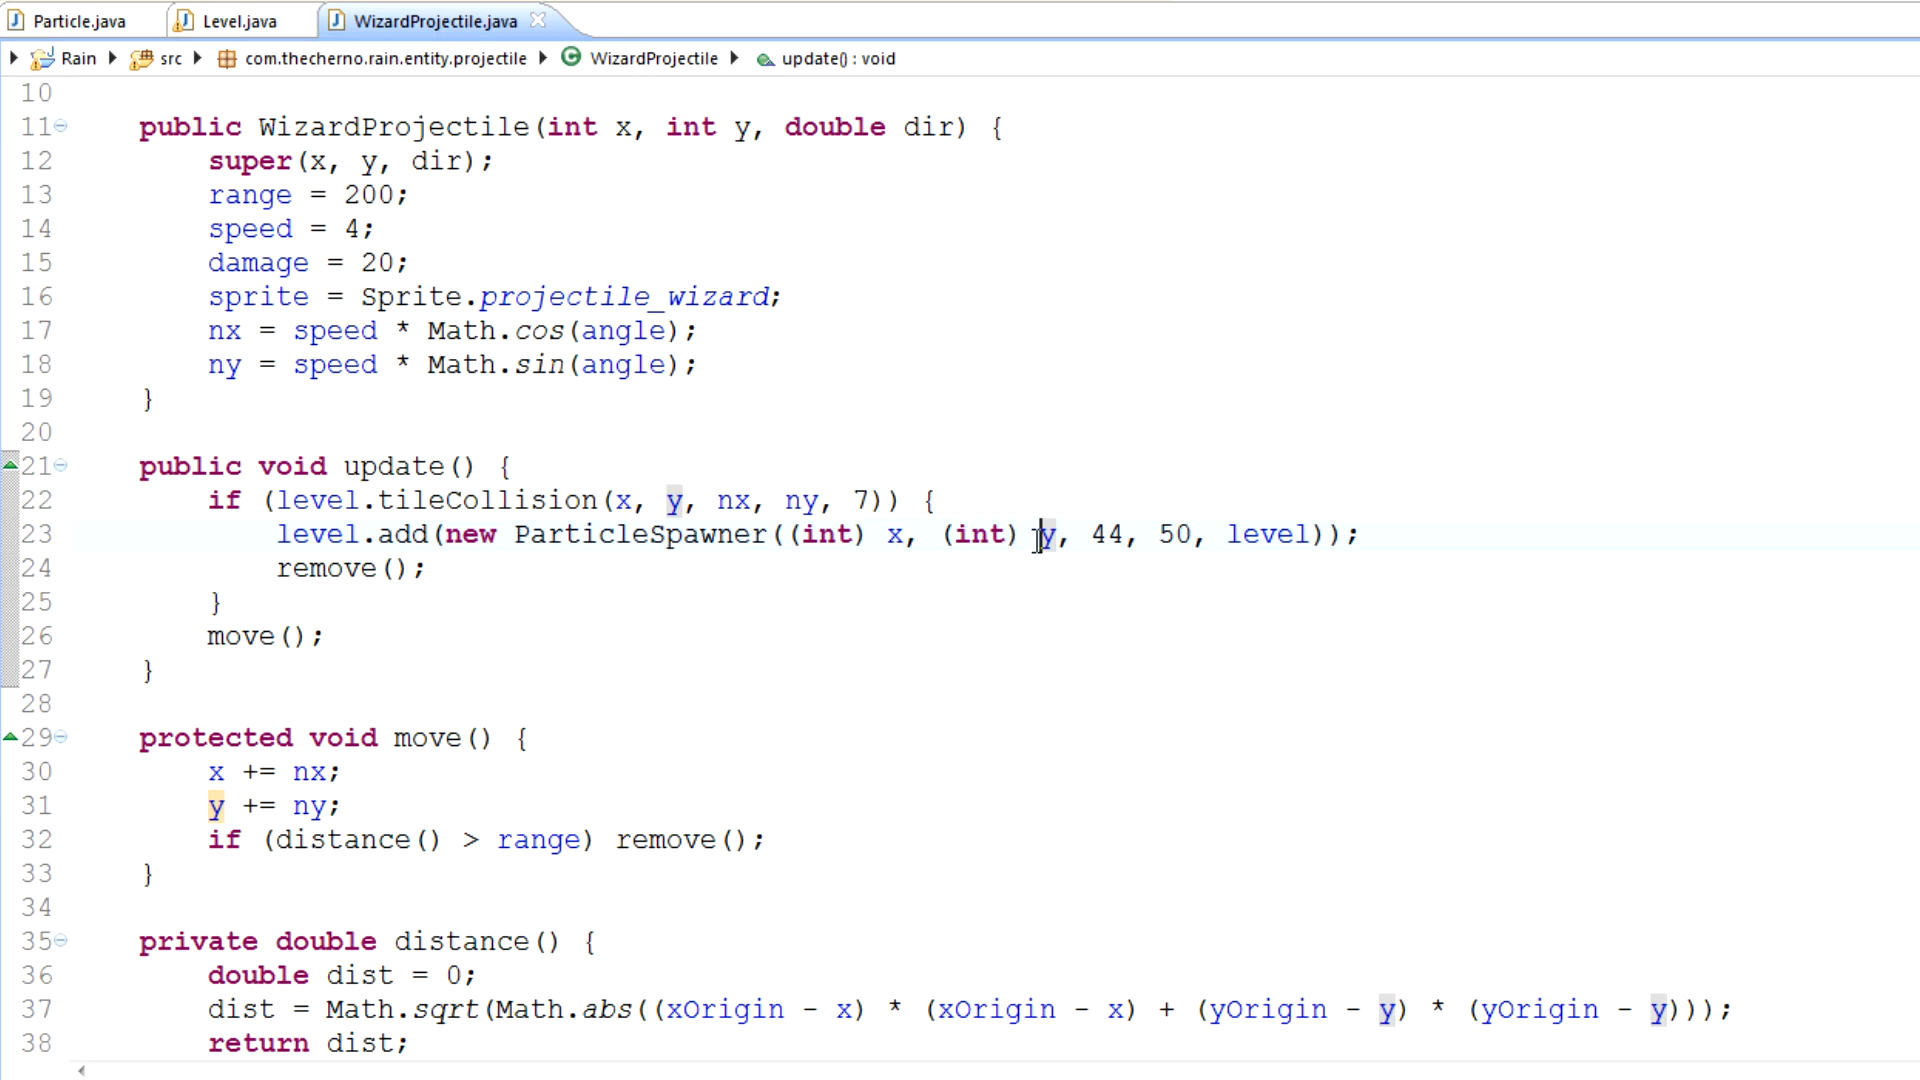 Particle.java Level.java WizardProjectile.java
Rain src com.thecherno.rain.entity.projectile WizardProjectile update() : void
10
11 public WizardProjectile(int x, int y, double dir) {
12 super(x, y, dir);
13 range = 200;
14 speed = 4;
15 damage = 20;
16 sprite = Sprite.projectile_wizard;
17 nx = speed * Math.cos(angle);
18 ny = speed * Math.sin(angle);
19 }
20
21 public void update() {
22 if (level.tileCollision(x, y, nx, ny, 7)) {
23 level.add(new ParticleSpawner((int) x, (int) y, 44, 50, level));
24 remove();
25 }
26 move();
27 }
28
29 protected void move() {
30 x += nx;
31 y += ny;
32 if (distance() > range) remove();
33 }
34
35 private double distance() {
36 double dist = 0;
37 dist = Math.sqrt(Math.abs((xOrigin - x) * (xOrigin - x) + (yOrigin - y) * (yOrigin - y)));
38 return dist;